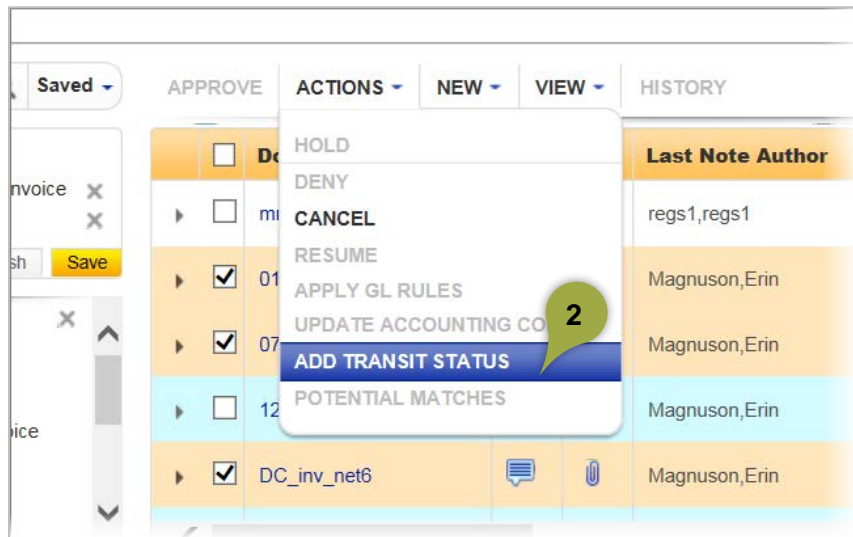 Saved
APPROVE ACTIONS NEW VIEW HISTORY
HOLD
DENY
CANCEL
RESUME
APPLY GL RULES
UPDATE ACCOUNTING CO
ADD TRANSIT STATUS
POTENTIAL MATCHES
2
Last Note Author
nvoice
regs1,regs1
sh Save
01 Magnuson,Erin
07 Magnuson,Erin
12 Magnuson,Erin
DC_inv_net6 Magnuson,Erin